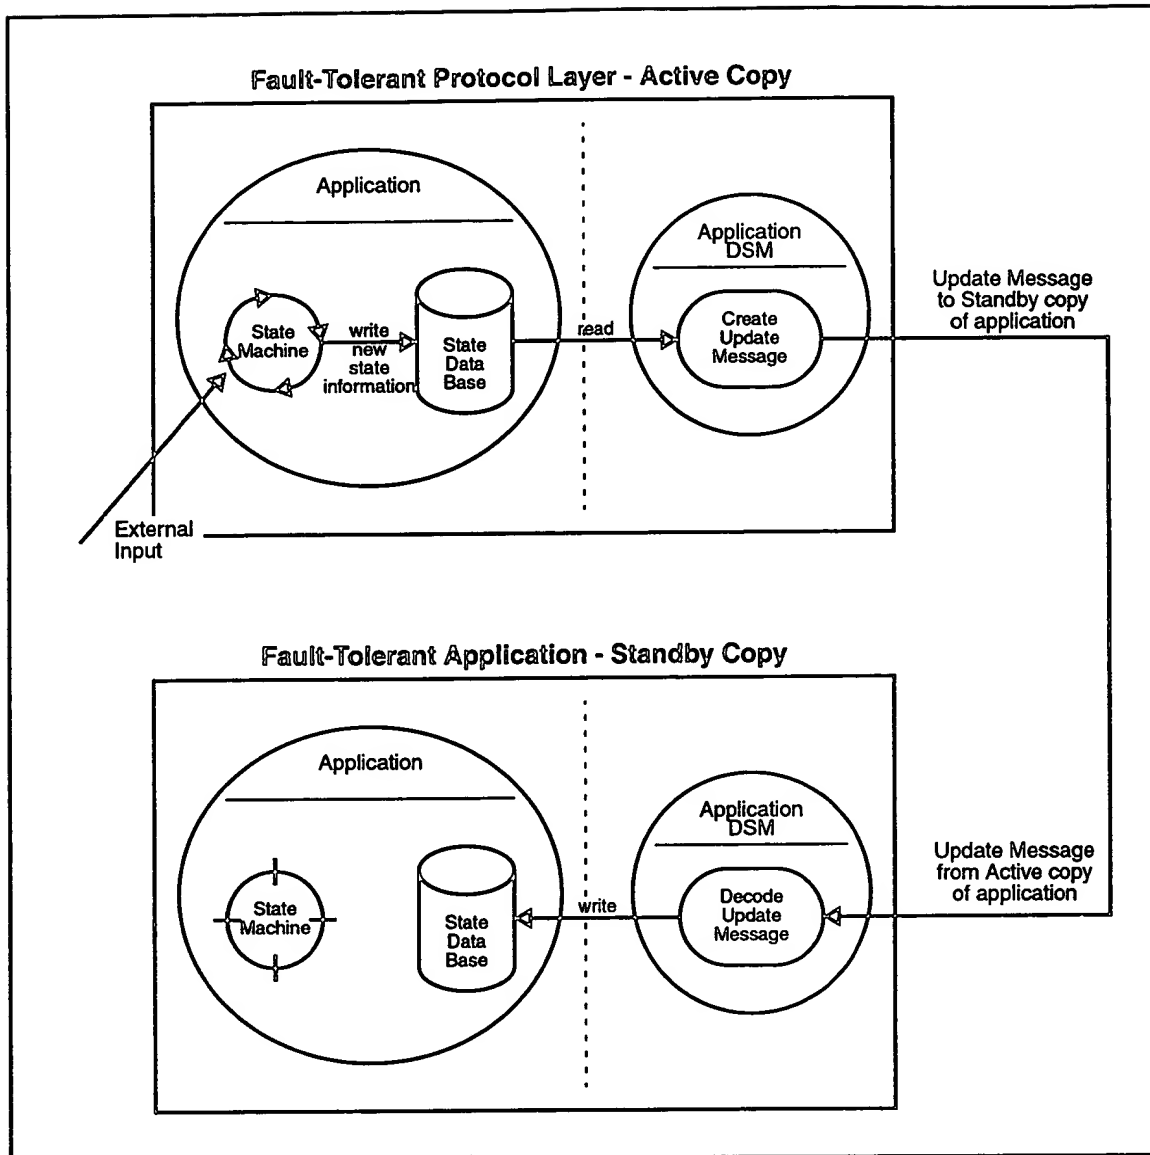 Fault-Tolerant Protocol Layer - Active Copy
Application
State
Machine
write
new
state
information
State
Data
Base
read
Application
DSM
Create
Update
Message
Update Message
to Standby copy
of application
External
Input
Fault-Tolerant Application - Standby Copy
Application
State
Machine
State
Data
Base
write
Application
DSM
Decode
Update
Message
Update Message
from Active copy
of application